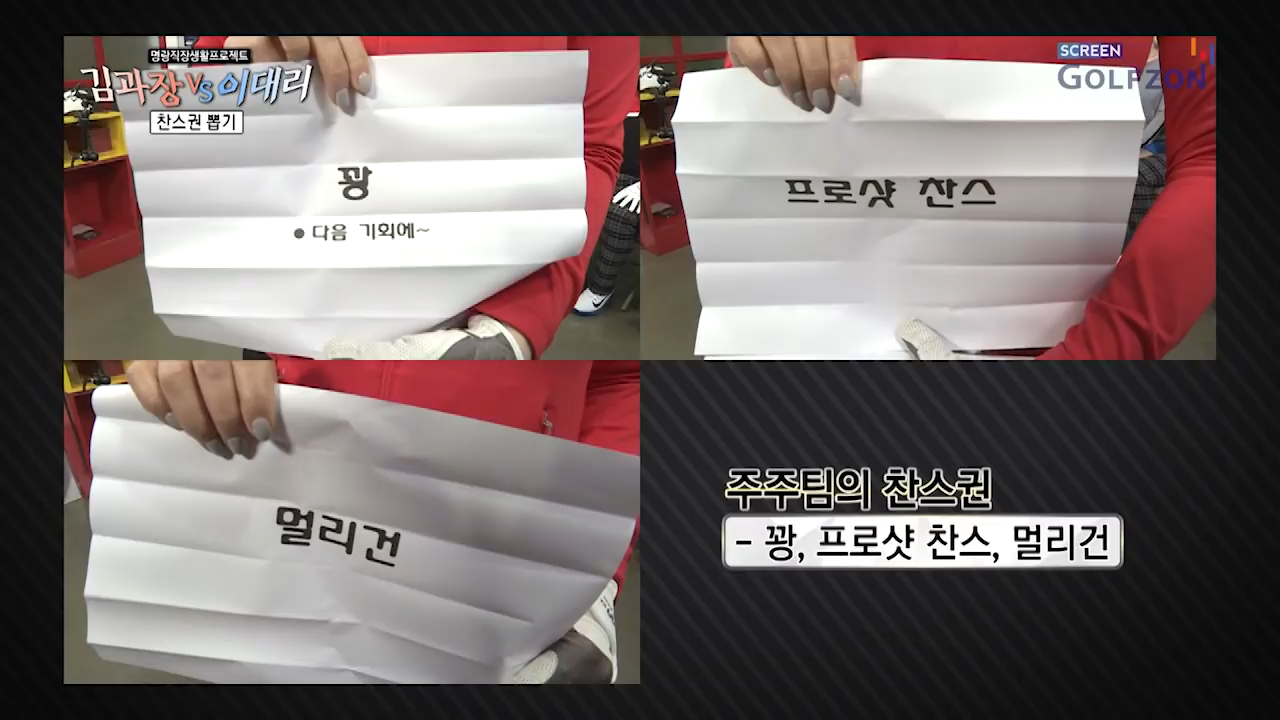 명랑직장생활프로젝트
김과장 VS 이대리
찬스권 뽑기
SCREEN
GOLFZON
꽝
● 다음 기회에~
프로샷 찬스
멀리건
주주팀의 찬스권
- 꽝, 프로샷 찬스, 멀리건